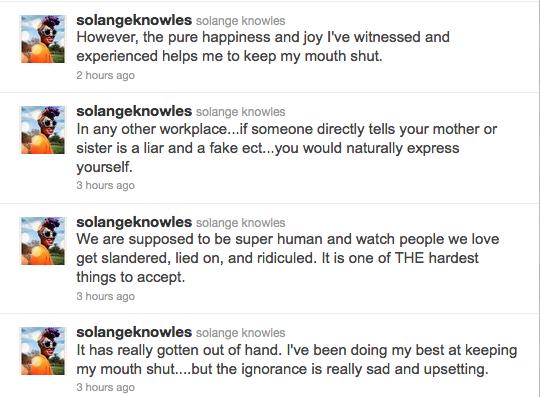 solangeknowles solange knowles
However, the pure happiness and joy I've witnessed and
experienced helps me to keep my mouth shut.
2 hours ago
solangeknowles solange knowles
In any other workplace...if someone directly tells your mother or
sister is a liar and a fake ect...you would naturally express
yourself.
3 hours ago
solangeknowles solange knowles
We are supposed to be super human and watch people we love
get slandered, lied on, and ridiculed. It is one of THE hardest
things to accept.
3 hours ago
solangeknowles solange knowles
It has really gotten out of hand. I've been doing my best at keeping
my mouth shut....but the ignorance is really sad and upsetting.
3 hours ago